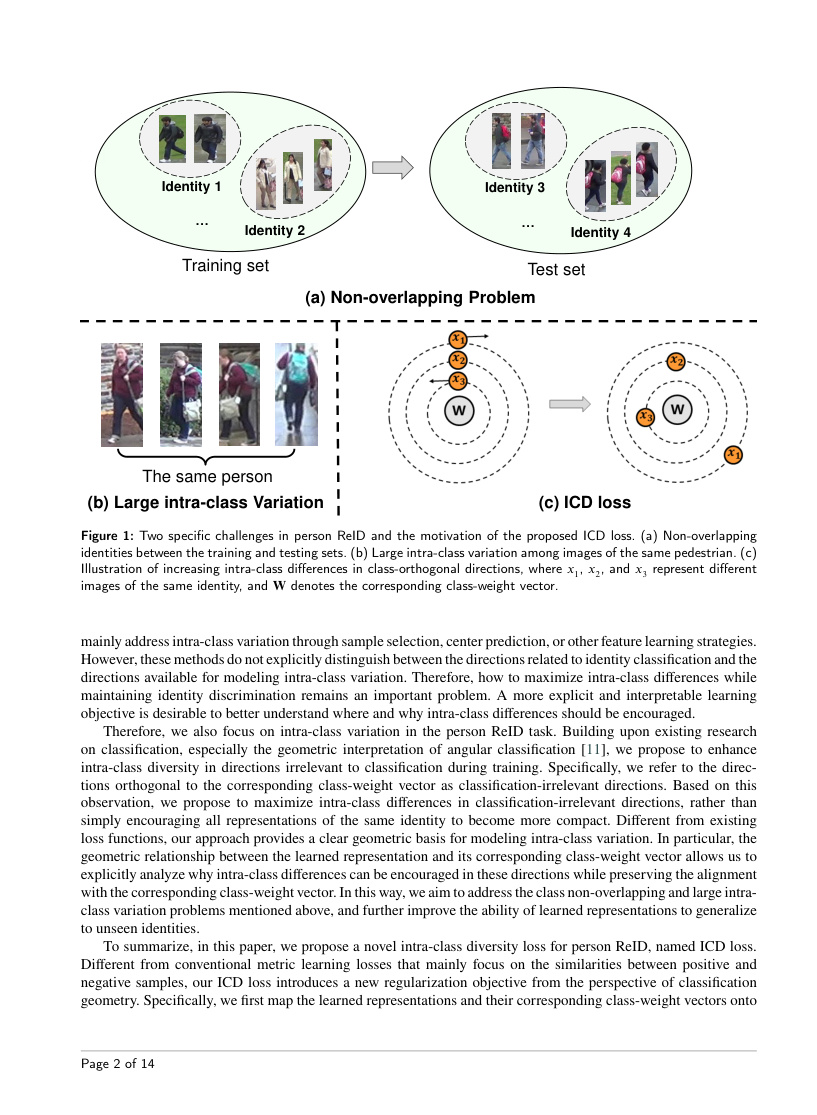 Identity 1
...
Identity 2
Training set
Identity 3
...
Identity 4
Test set
(a) Non-overlapping Problem
The same person
(b) Large intra-class Variation
x₁
x₂
x₃
W
x₂
W
x₃
x₁
(c) ICD loss
Figure 1: Two specific challenges in person ReID and the motivation of the proposed ICD loss. (a) Non-overlapping
identities between the training and testing sets. (b) Large intra-class variation among images of the same pedestrian. (c)
Illustration of increasing intra-class differences in class-orthogonal directions, where x₁, x₂, and x₃ represent different
images of the same identity, and W denotes the corresponding class-weight vector.
mainly address intra-class variation through sample selection, center prediction, or other feature learning strategies.
However, these methods do not explicitly distinguish between the directions related to identity classification and the
directions available for modeling intra-class variation. Therefore, how to maximize intra-class differences while
maintaining identity discrimination remains an important problem. A more explicit and interpretable learning
objective is desirable to better understand where and why intra-class differences should be encouraged.
Therefore, we also focus on intra-class variation in the person ReID task. Building upon existing research
on classification, especially the geometric interpretation of angular classification [11], we propose to enhance
intra-class diversity in directions irrelevant to classification during training. Specifically, we refer to the direc-
tions orthogonal to the corresponding class-weight vector as classification-irrelevant directions. Based on this
observation, we propose to maximize intra-class differences in classification-irrelevant directions, rather than
simply encouraging all representations of the same identity to become more compact. Different from existing
loss functions, our approach provides a clear geometric basis for modeling intra-class variation. In particular, the
geometric relationship between the learned representation and its corresponding class-weight vector allows us to
explicitly analyze why intra-class differences can be encouraged in these directions while preserving the alignment
with the corresponding class-weight vector. In this way, we aim to address the class non-overlapping and large intra-
class variation problems mentioned above, and further improve the ability of learned representations to generalize
to unseen identities.
To summarize, in this paper, we propose a novel intra-class diversity loss for person ReID, named ICD loss.
Different from conventional metric learning losses that mainly focus on the similarities between positive and
negative samples, our ICD loss introduces a new regularization objective from the perspective of classification
geometry. Specifically, we first map the learned representations and their corresponding class-weight vectors onto
Page 2 of 14